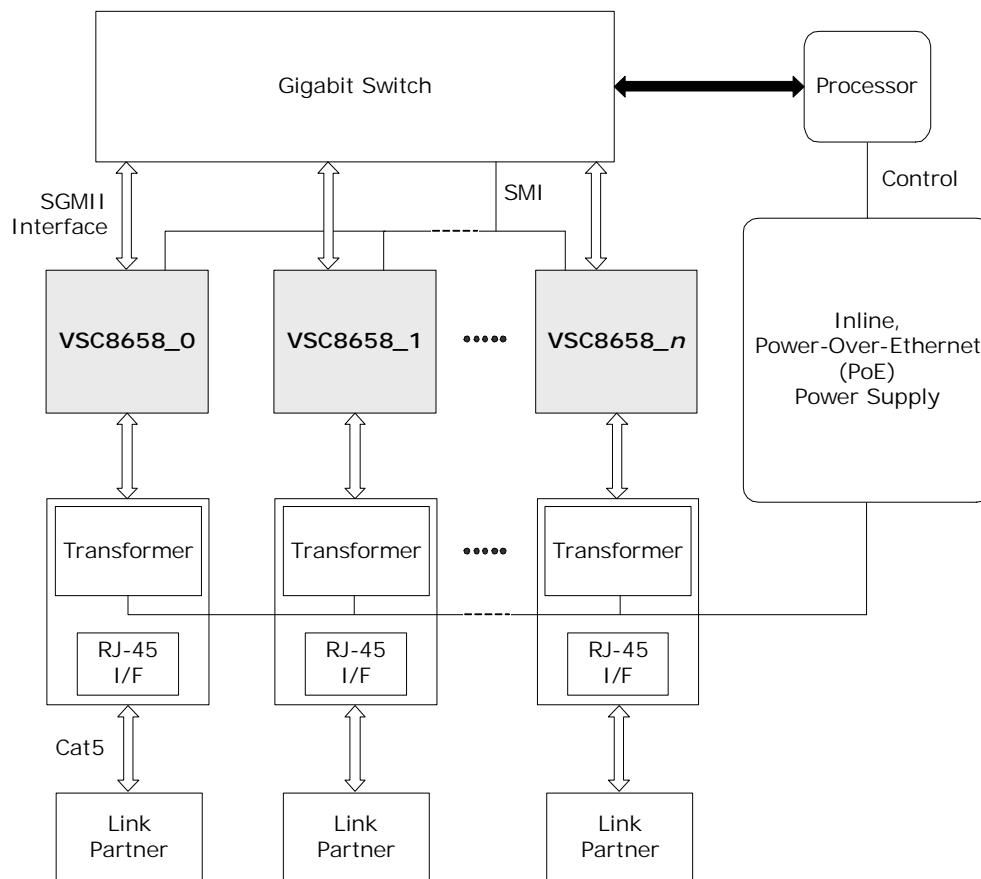 Gigabit Switch
Processor
SGMII
Interface
SMI
Control
VSC8658_0
VSC8658_1
VSC8658_n
Inline,
Power-Over-Ethernet
(PoE)
Power Supply
Transformer
Transformer
Transformer
RJ-45
I/F
RJ-45
I/F
RJ-45
I/F
Cat5
Link
Partner
Link
Partner
Link
Partner